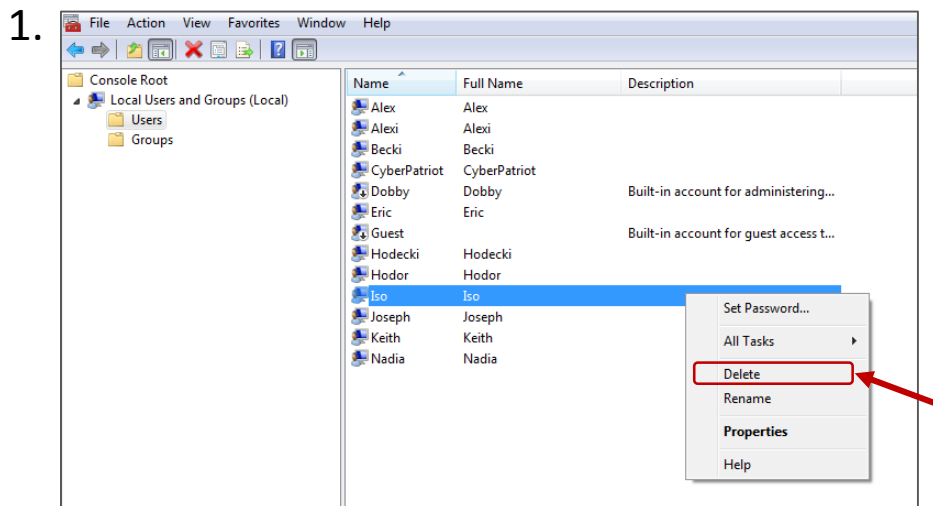 1.
File Action View Favorites Window Help
Console Root
Local Users and Groups (Local)
Users
Groups
Name Full Name Description
Alex Alex
Alexi Alexi
Becki Becki
CyberPatriot CyberPatriot
Dobby Dobby Built-in account for administering...
Eric Eric
Guest Built-in account for guest access t...
Hodecki Hodecki
Hodor Hodor
Iso Iso
Joseph Joseph
Keith Keith
Nadia Nadia
Set Password...
All Tasks
Delete
Rename
Properties
Help